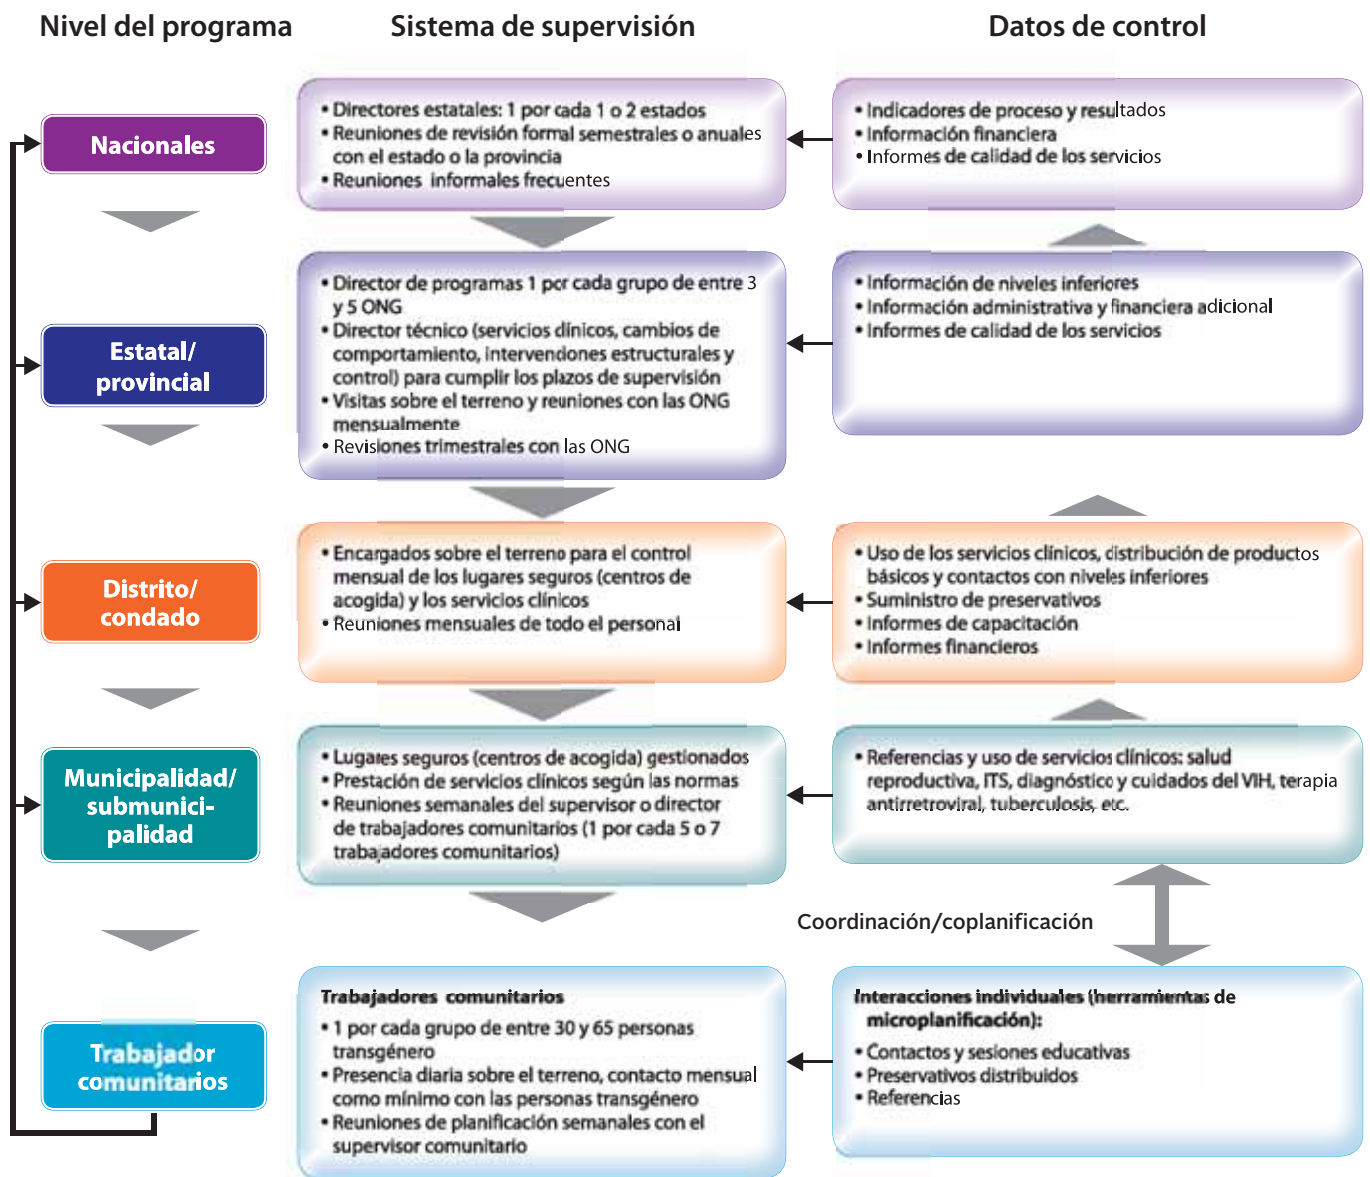 Nivel del programa
Sistema de supervisión
Datos de control
Nacionales
• Directores estatales: 1 por cada 1 o 2 estados
• Reuniones de revisión formal semestrales o anuales
con el estado o la provincia
• Reuniones informales frecuentes
• Indicadores de proceso y resultados
• Información financiera
• Informes de calidad de los servicios
Estatal/
provincial
• Director de programas 1 por cada grupo de entre 3
y 5 ONG
• Director técnico (servicios clínicos, cambios de
comportamiento, intervenciones estructurales y
control) para cumplir los plazos de supervisión
• Visitas sobre el terreno y reuniones con las ONG
mensualmente
• Revisiones trimestrales con las ONG
• Información de niveles inferiores
• Información administrativa y financiera adicional
• Informes de calidad de los servicios
Distrito/
condado
• Encargados sobre el terreno para el control
mensual de los lugares seguros (centros de
acogida) y los servicios clínicos
• Reuniones mensuales de todo el personal
• Uso de los servicios clínicos, distribución de productos
básicos y contactos con niveles inferiores
• Suministro de preservativos
• Informes de capacitación
• Informes financieros
Municipalidad/
submunici-
palidad
• Lugares seguros (centros de acogida) gestionados
• Prestación de servicios clínicos según las normas
• Reuniones semanales del supervisor o director
de trabajadores comunitarios (1 por cada 5 o 7
trabajadores comunitarios)
• Referencias y uso de servicios clínicos: salud
reproductiva, ITS, diagnóstico y cuidados del VIH, terapia
antirretroviral, tuberculosis, etc.
Coordinación/coplanificación
Trabajador
comunitarios
Trabajadores comunitarios
• 1 por cada grupo de entre 30 y 65 personas
transgénero
• Presencia diaria sobre el terreno, contacto mensual
como mínimo con las personas transgénero
• Reuniones de planificación semanales con el
supervisor comunitario
Interacciones individuales (herramientas de
microplanificación):
• Contactos y sesiones educativas
• Preservativos distribuidos
• Referencias